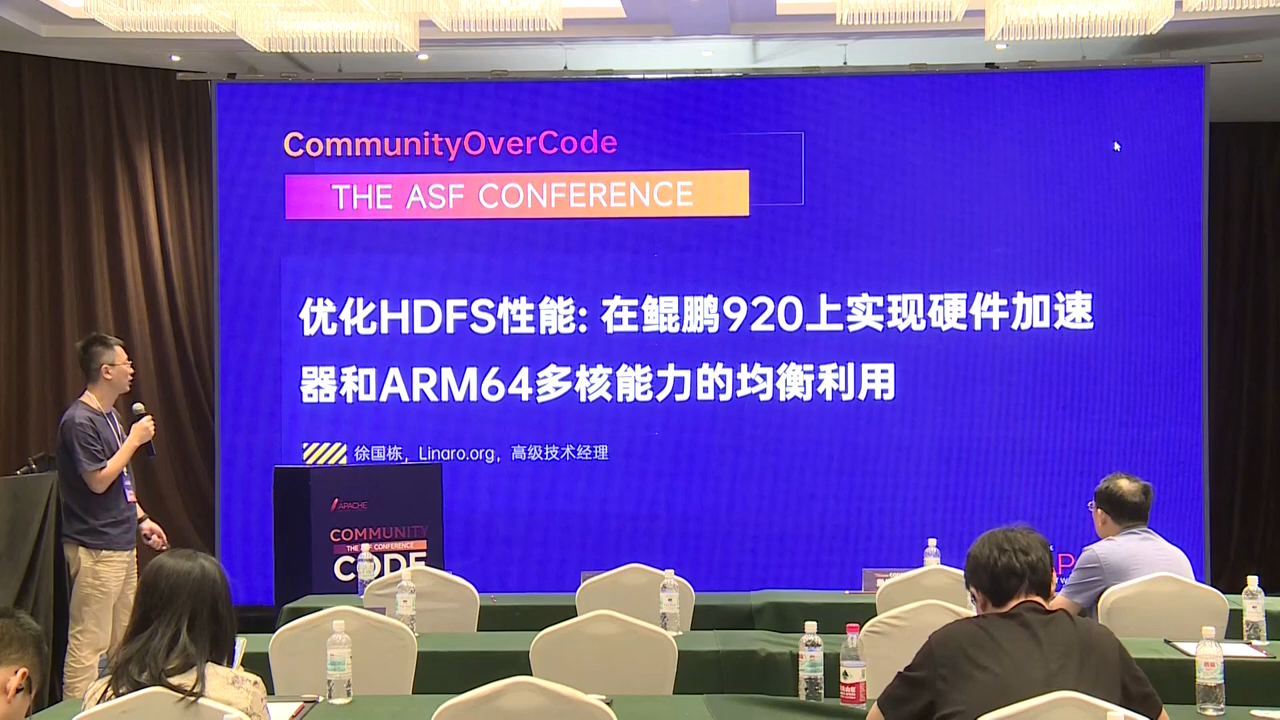 CommunityOverCode
THE ASF CONFERENCE
优化HDFS性能: 在鲲鹏920上实现硬件加速
器和ARM64多核能力的均衡利用
徐国栋，Linaro.org，高级技术经理
APACHE
COMMUNITY
THE ASF CONFERENCE
CODE